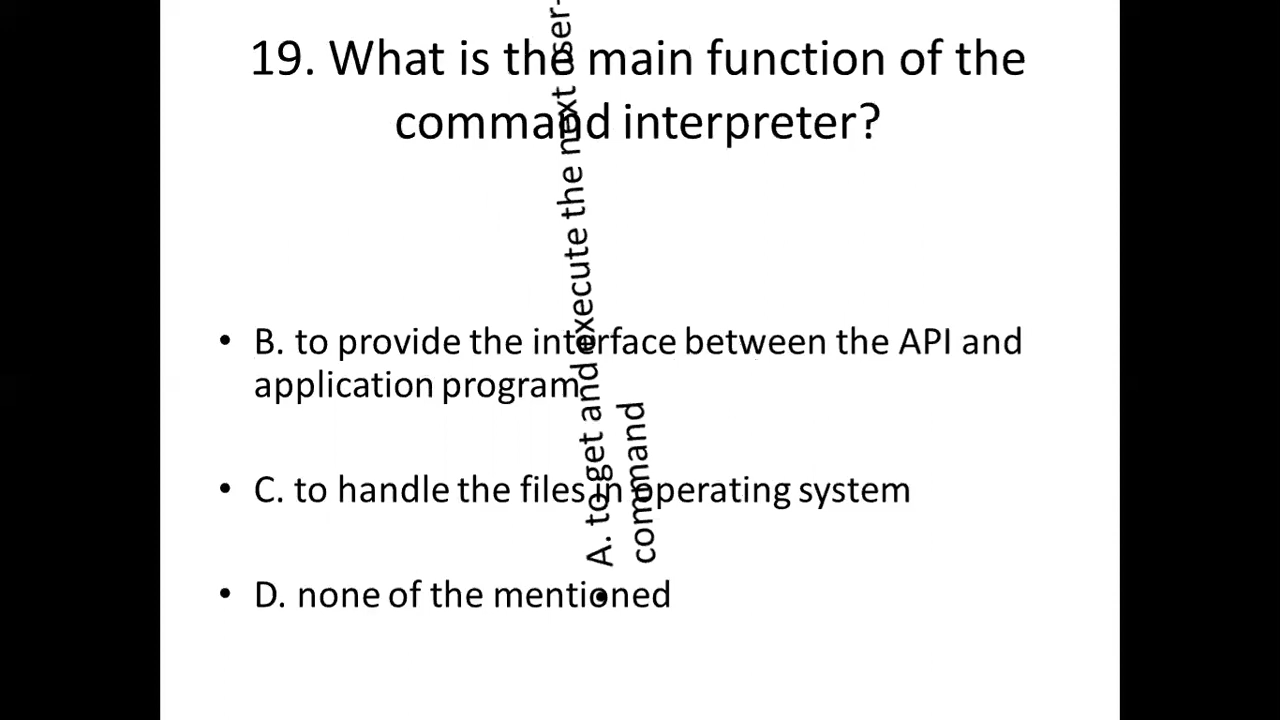 19. What is the main function of the
command interpreter?
• A. to get and execute the next user-
command
• B. to provide the interface between the API and
application program
• C. to handle the files in operating system
• D. none of the mentioned